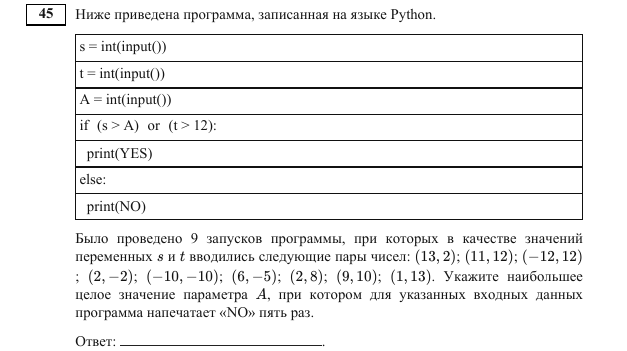 45 Ниже приведена программа, записанная на языке Python.
s = int(input())
t = int(input())
A = int(input())
if (s > A) or (t > 12):
print(YES)
else:
print(NO)
Было проведено 9 запусков программы, при которых в качестве значений
переменных s и t вводились следующие пары чисел: (13, 2); (11, 12); (−12, 12)
; (2, −2); (−10, −10); (6, −5); (2, 8); (9, 10); (1, 13). Укажите наибольшее
целое значение параметра A, при котором для указанных входных данных
программа напечатает «NO» пять раз.
Ответ: .